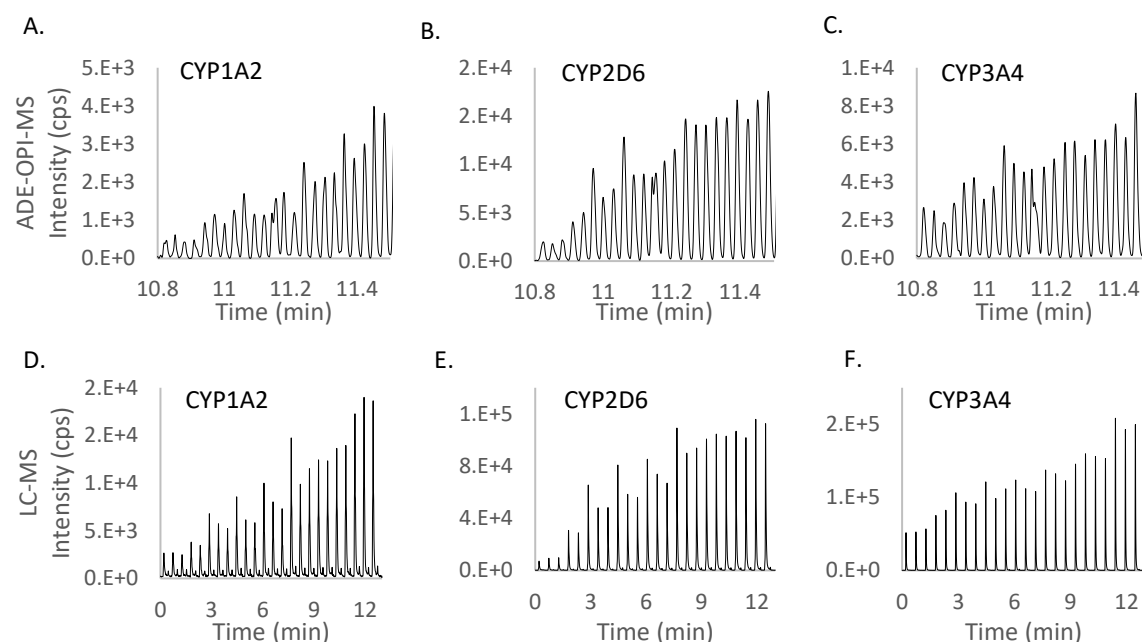 A.
B.
C.
CYP1A2
CYP2D6
CYP3A4
ADE-OPI-MS
Intensity (cps)
5.E+3
4.E+3
3.E+3
2.E+3
1.E+3
0.E+0
10.8 11 11.2 11.4
Time (min)
2.E+4
2.E+4
1.E+4
5.E+3
0.E+0
10.8 11 11.2 11.4
Time (min)
1.E+4
8.E+3
6.E+3
4.E+3
2.E+3
0.E+0
10.8 11 11.2 11.4
Time (min)
D.
E.
F.
CYP1A2
CYP2D6
CYP3A4
LC-MS
Intensity (cps)
2.E+4
2.E+4
1.E+4
5.E+3
0.E+0
0 3 6 9 12
Time (min)
1.E+5
8.E+4
4.E+4
0.E+0
0 3 6 9 12
Time (min)
2.E+5
1.E+5
0.E+0
0 3 6 9 12
Time (min)